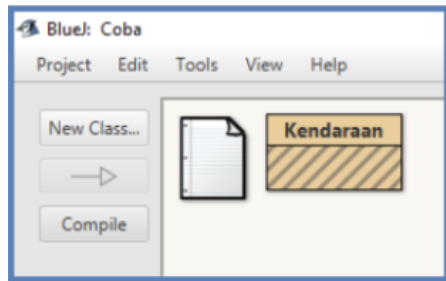 BlueJ: Coba
Project Edit Tools View Help
New Class...
Kendaraan
Compile